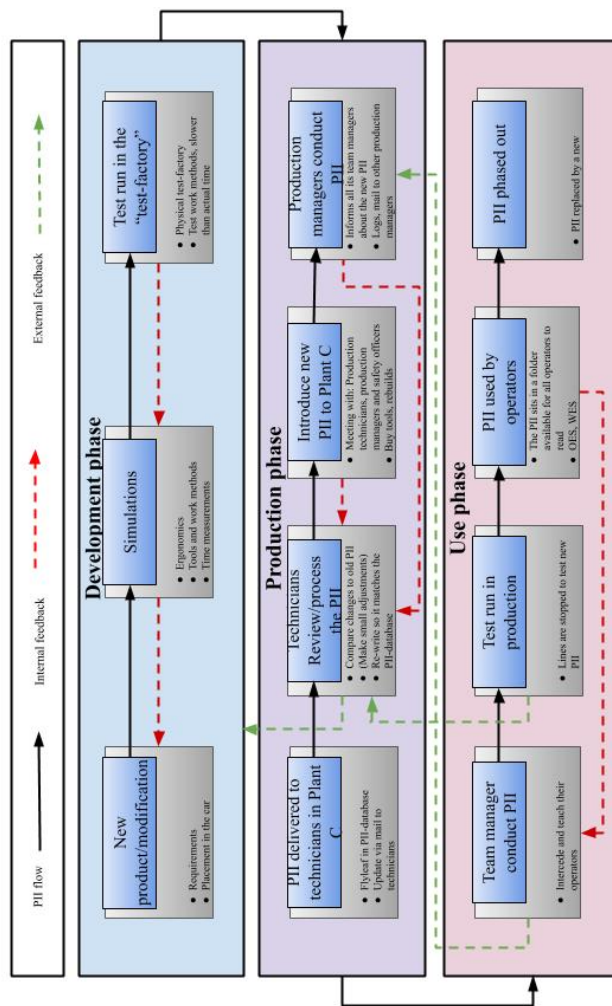 PII flow
Internal feedback
External feedback
Development phase
New
product/modification
Requirements
Placement in the car
Simulations
Ergonomics
Tools and work methods
Time measurements
Test run in the
“test-factory”
Physical test-factory
Test work methods, slower
than actual time
Production phase
PII delivered to
technicians in Plant
C
Flyleaf in PII-database
Update via mail to
technicians
Technicians
Review/process
the PII
Compare changes to old PII
(Make small adjustments)
Re-write so it matches the
PII-database
Introduce new
PII to Plant C
Meeting with: Production
technicians, production
managers and safety officers
Buy tools, rebuilds
Production
managers conduct
PII
Informs all its team managers
about the new PII
Logs, mail to other production
managers
Use phase
Team manager
conduct PII
Intercede and teach their
operators
Test run in
production
Lines are stopped to test new
PII
PII used by
operators
The PII sits in a folder
available for all operators to
read
OES, WES
PII phased out
PII replaced by a new